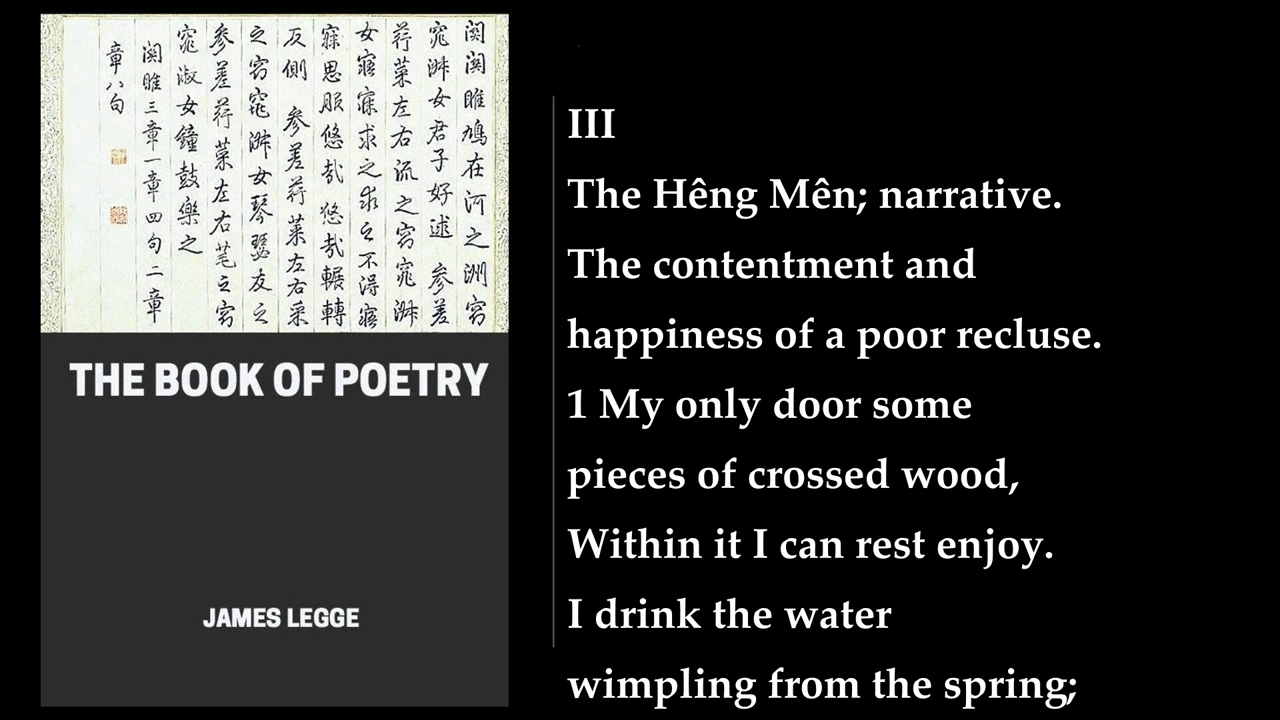 關關雎鳩在河之洲窈
窕淑女君子好逑 參差
荇菜左右流之窈窕淑
女寤寐求之求之不得寤
寐思服悠哉悠哉輾轉
反側 參差荇菜左右采
之窈窕淑女琴瑟友之
參差荇菜左右芼之窈
窕淑女鐘鼓樂之
關雎三章一章四句二章
章八句
THE BOOK OF POETRY
JAMES LEGGE
III
The Hêng Mên; narrative.
The contentment and
happiness of a poor recluse.
1 My only door some
pieces of crossed wood,
Within it I can rest enjoy.
I drink the water
wimpling from the spring;